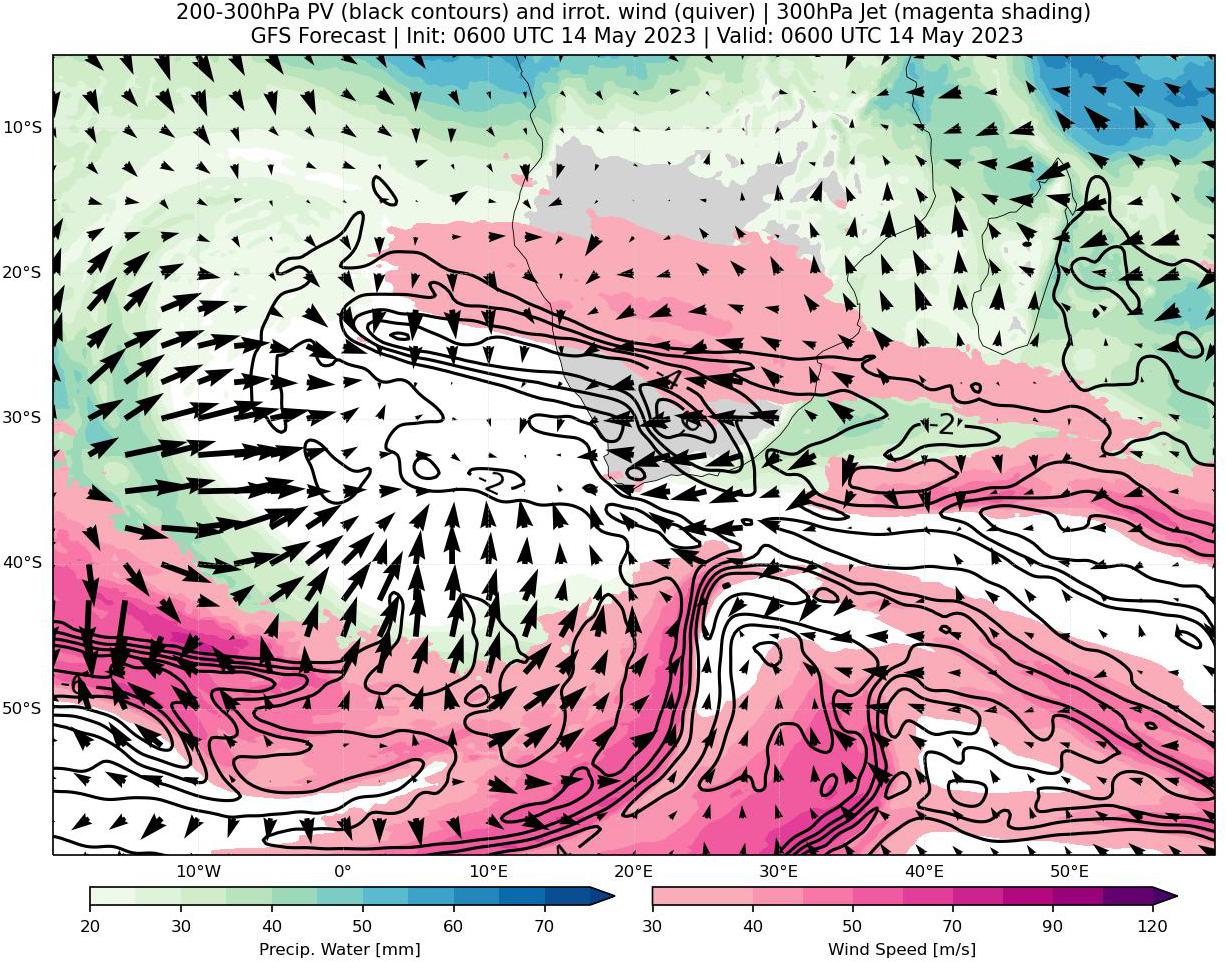 200-300hPa PV (black contours) and irrot. wind (quiver) | 300hPa Jet (magenta shading)
GFS Forecast | Init: 0600 UTC 14 May 2023 | Valid: 0600 UTC 14 May 2023
10°S
20°S
30°S
40°S
50°S
-2
10°W 0° 10°E 20°E 30°E 40°E 50°E
20 30 40 50 60 70
Precip. Water [mm]
30 40 50 70 90 120
Wind Speed [m/s]